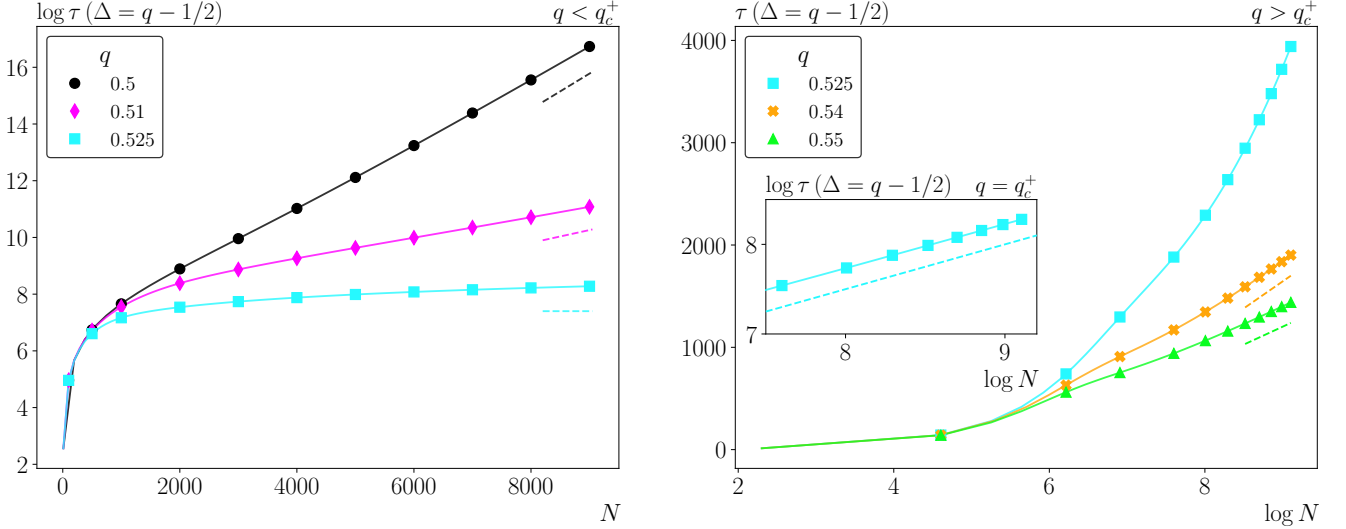 log τ (Δ = q − 1/2)
q < q_c^+
q
0.5
0.51
0.525
16
14
12
10
8
6
4
2
0
2000
4000
6000
8000
N
τ (Δ = q − 1/2)
q > q_c^+
q
0.525
0.54
0.55
4000
3000
2000
1000
0
log τ (Δ = q − 1/2)
q = q_c^+
8
7
8
9
log N
2
4
6
8
log N